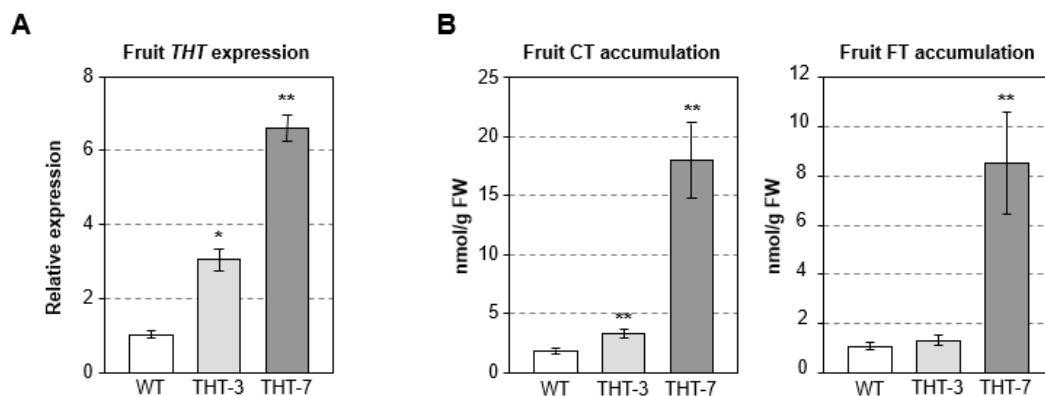 A
Fruit THT expression
Relative expression
8
6
4
2
0
*
**
WT THT-3 THT-7
B
Fruit CT accumulation
nmol/g FW
25
20
15
10
5
0
**
**
WT THT-3 THT-7
Fruit FT accumulation
nmol/g FW
12
10
8
6
4
2
0
**
WT THT-3 THT-7